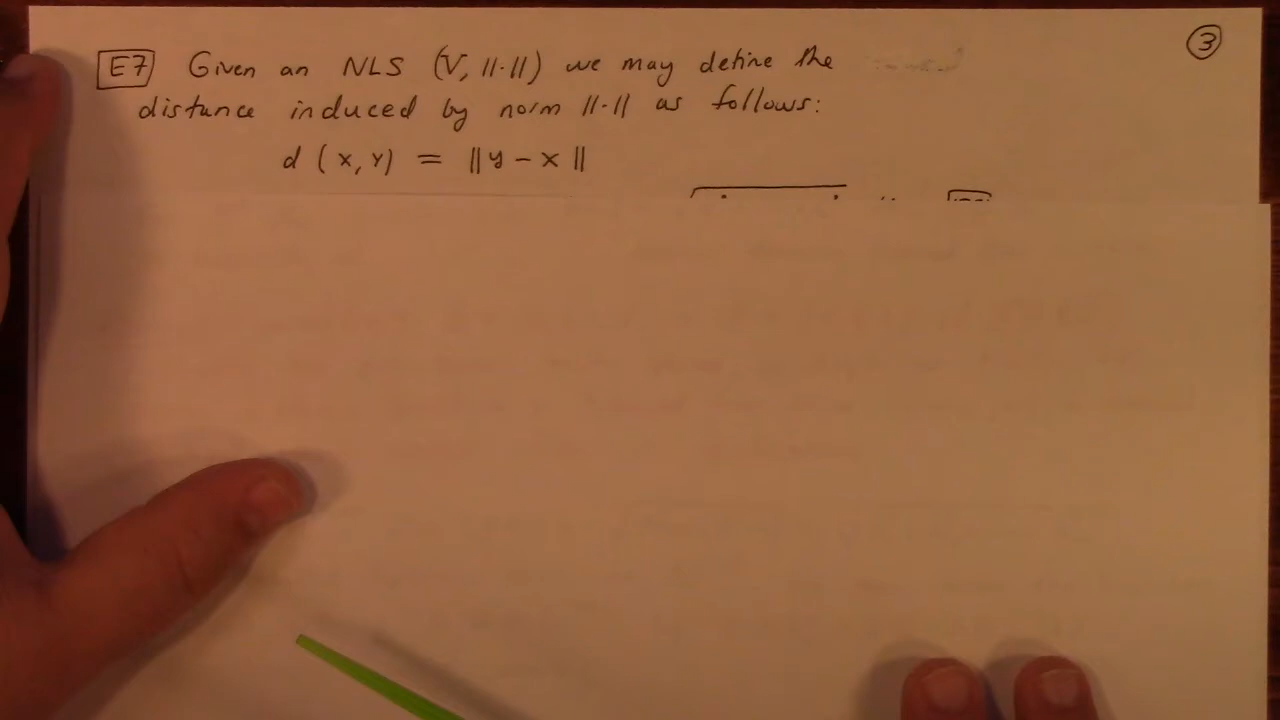 ③
E7 Given an NLS (V, ||·||) we may define the
distance induced by norm ||·|| as follows:
d (x, y) = || y - x ||